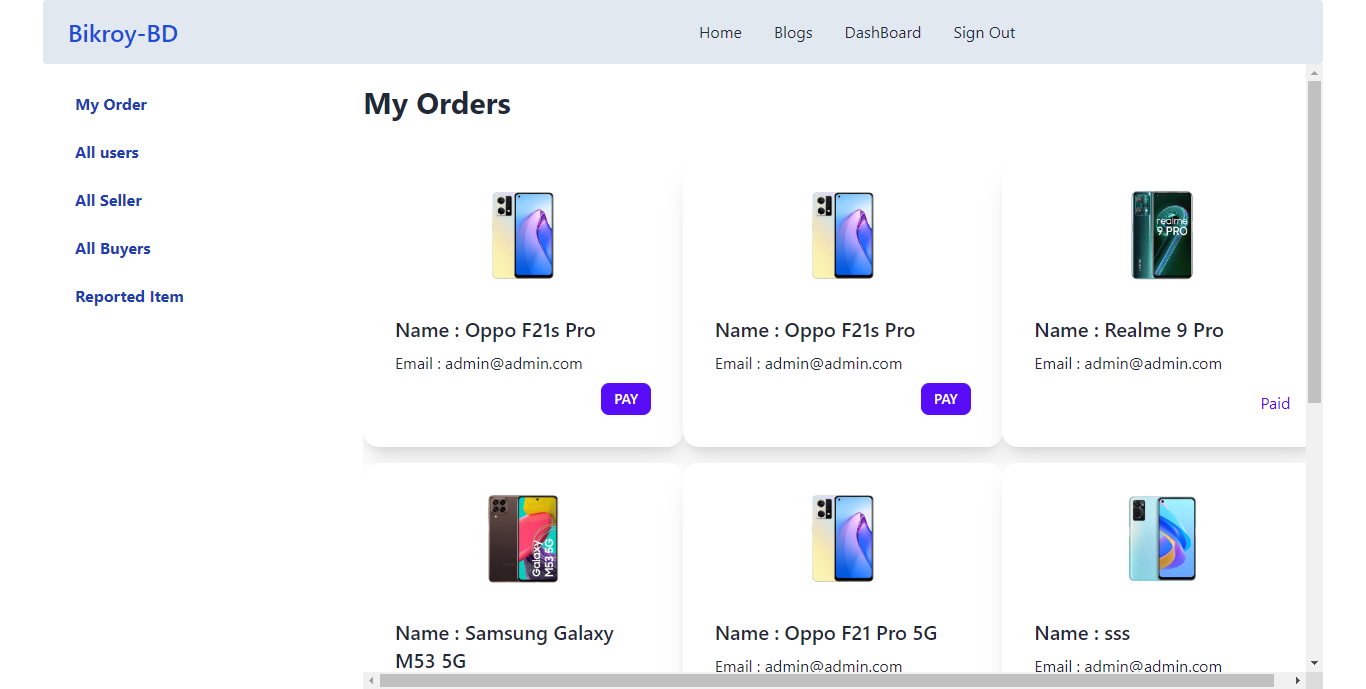 Bikroy-BD
Home Blogs DashBoard Sign Out
My Order
All users
All Seller
All Buyers
Reported Item
My Orders
realme
9 PRO
Name : Oppo F21s Pro
Email : admin@admin.com
PAY
Name : Oppo F21s Pro
Email : admin@admin.com
PAY
Name : Realme 9 Pro
Email : admin@admin.com
Paid
Galaxy
M53 5G
Name : Samsung Galaxy
M53 5G
Name : Oppo F21 Pro 5G
Email : admin@admin.com
Name : sss
Email : admin@admin.com